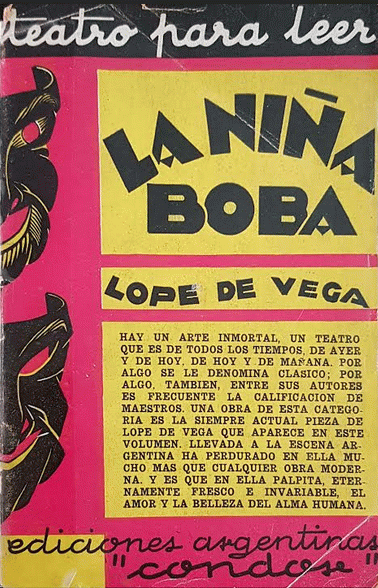 teatro para leer
LA NIÑA
BOBA
LOPE DE VEGA
HAY UN ARTE INMORTAL, UN TEATRO
QUE ES DE TODOS LOS TIEMPOS, DE AYER
Y DE HOY, DE HOY Y DE MAÑANA. POR
ALGO SE LE DENOMINA CLASICO; POR
ALGO, TAMBIEN, ENTRE SUS AUTORES
ES FRECUENTE LA CALIFICACION DE
MAESTROS. UNA OBRA DE ESTA CATEGO-
RIA ES LA SIEMPRE ACTUAL PIEZA DE
LOPE DE VEGA QUE APARECE EN ESTE
VOLUMEN. LLEVADA A LA ESCENA AR-
GENTINA HA PERDURADO EN ELLA MU-
CHO MAS QUE CUALQUIER OBRA MODER-
NA. Y ES QUE EN ELLA PALPITA, ETER-
NAMENTE FRESCO E INVARIABLE, EL
AMOR Y LA BELLEZA DEL ALMA HUMANA.
ediciones argentinas
"condose"